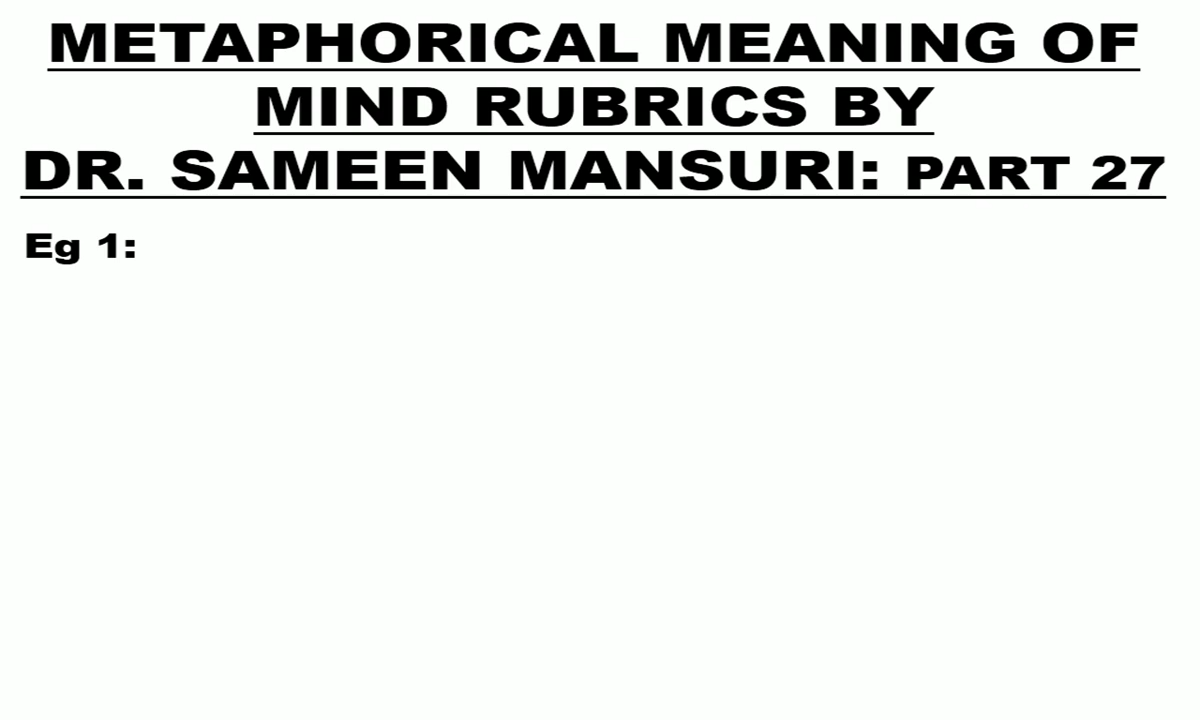 METAPHORICAL MEANING OF
MIND RUBRICS BY
DR. SAMEEN MANSURI: PART 27
Eg 1: